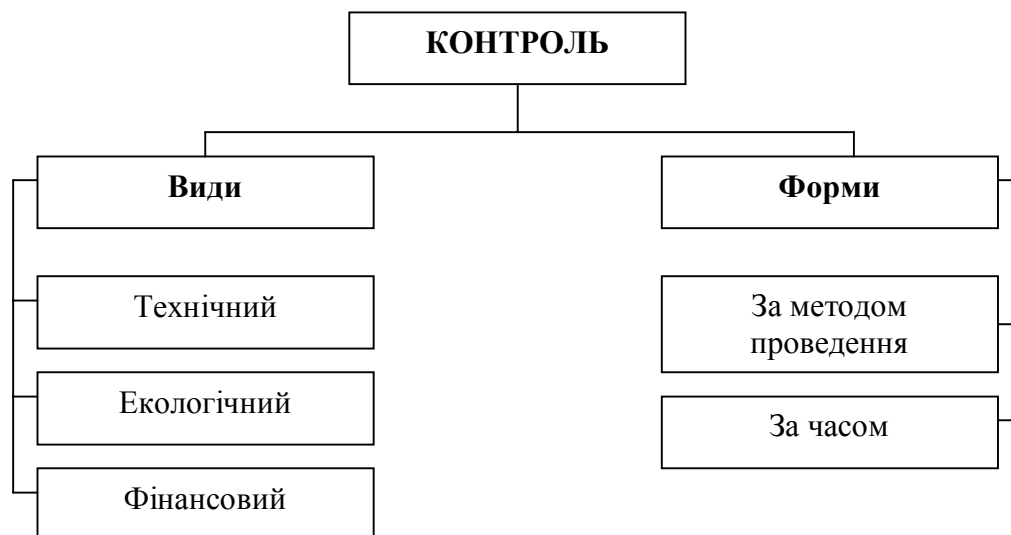 КОНТРОЛЬ
Види
Форми
Технічний
Екологічний
Фінансовий
За методом
проведення
За часом